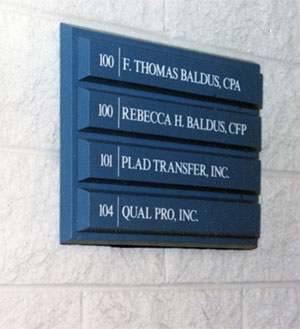 100 F. THOMAS BALDUS, CPA
100 REBECCA H. BALDUS, CFP
101 PLAD TRANSFER, INC.
104 QUAL PRO, INC.